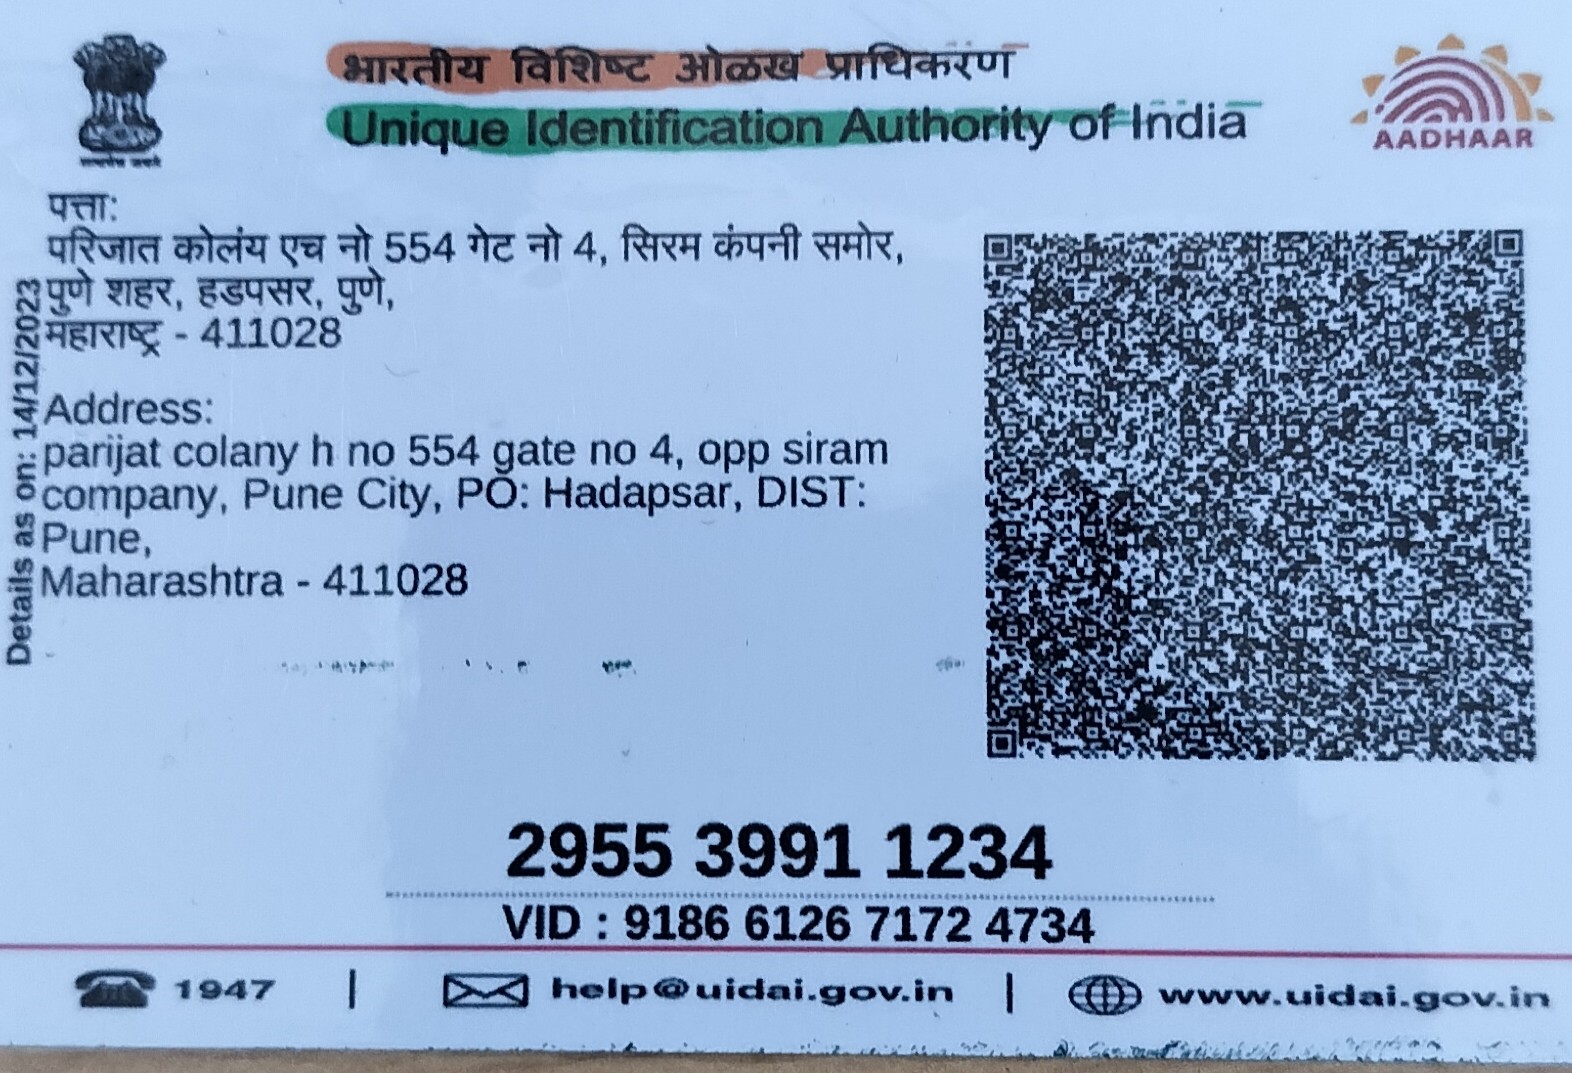 भारतीय विशिष्ट ओळख प्राधिकरण
Unique Identification Authority of India
AADHAAR
पत्ता:
परिजात कोलंय एच नो 554 गेट नो 4, सिरम कंपनी समोर,
पुणे शहर, हडपसर, पुणे,
महाराष्ट्र - 411028
Address:
parijat colany h no 554 gate no 4, opp siram
company, Pune City, PO: Hadapsar, DIST:
Pune,
Maharashtra - 411028
Details as on: 14/12/2023
2955 3991 1234
VID : 9186 6126 7172 4734
1947 | help@uidai.gov.in | www.uidai.gov.in